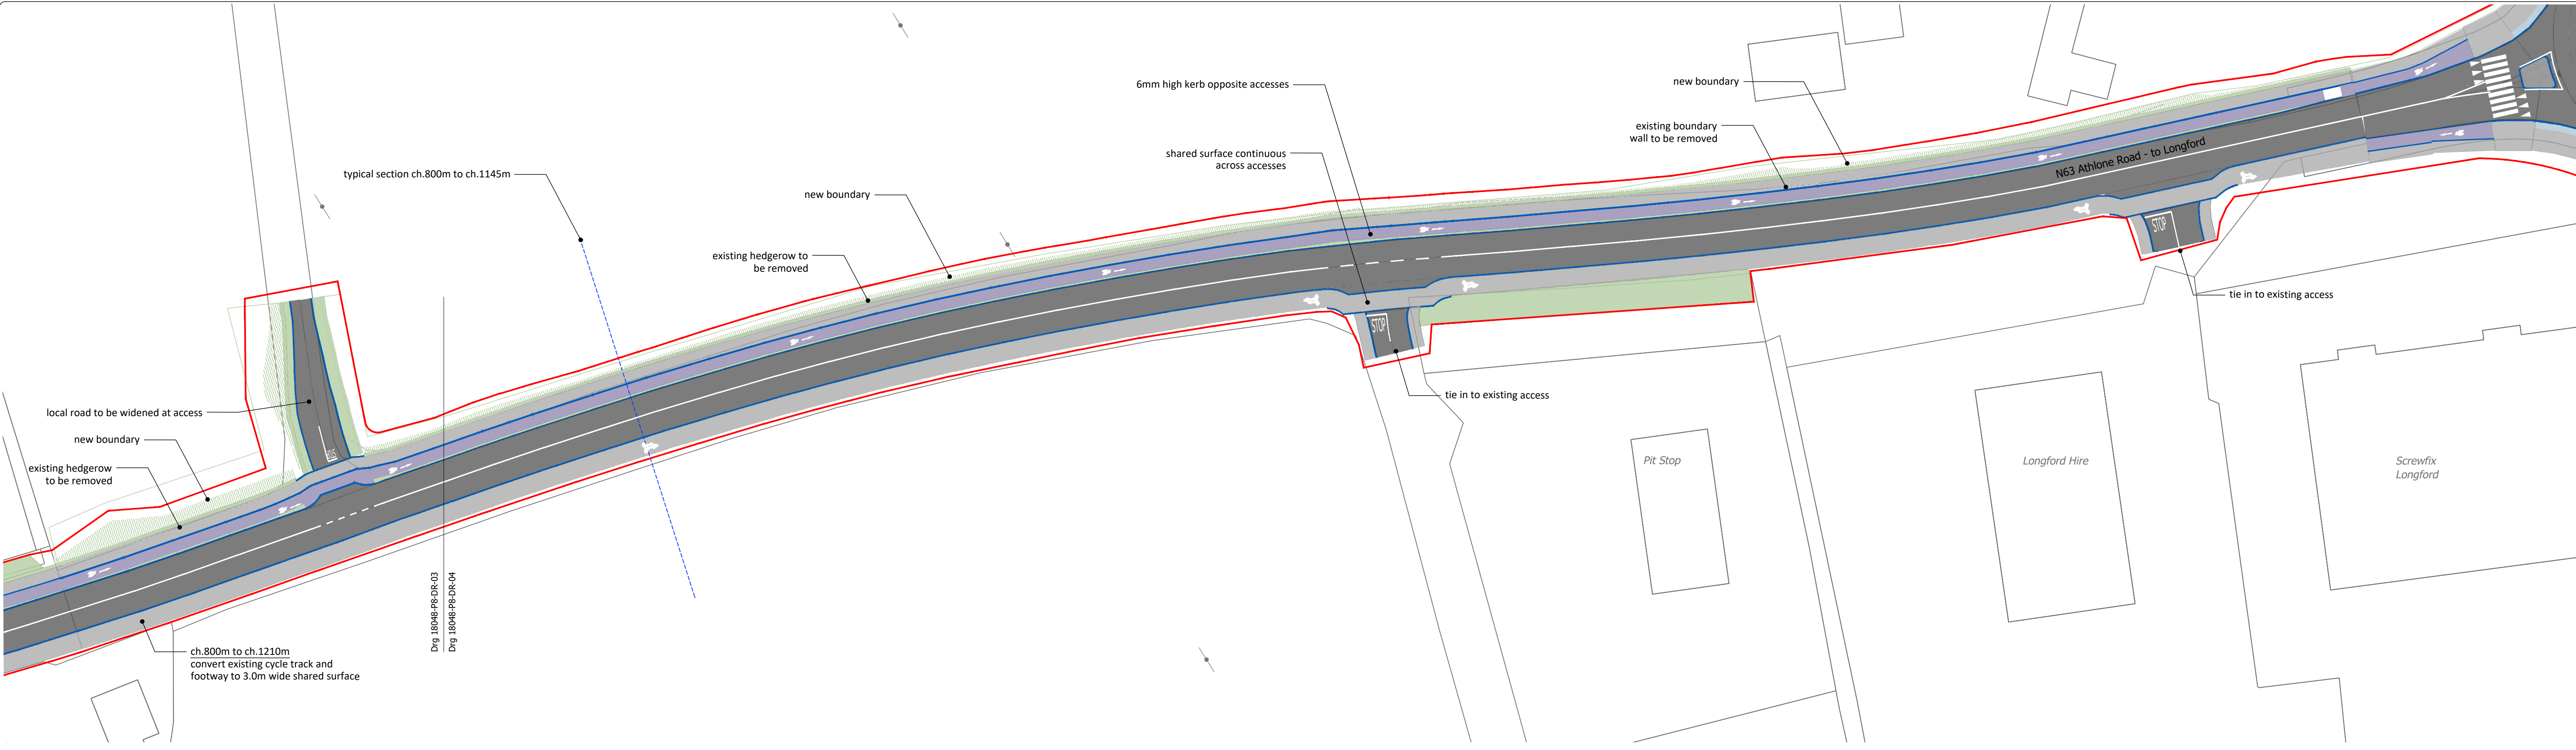 6mm high kerb opposite accesses
new boundary
existing boundary
wall to be removed
shared surface continuous
across accesses
N63 Athlone Road - to Longford
typical section ch.800m to ch.1145m
new boundary
existing hedgerow to
be removed
STOP
tie in to existing access
STOP
tie in to existing access
local road to be widened at access
new boundary
existing hedgerow
to be removed
STOP
Pit Stop
Longford Hire
Screwfix
Longford
Drg 18048-P8-DR-03
Drg 18048-P8-DR-04
ch.800m to ch.1210m
convert existing cycle track and
footway to 3.0m wide shared surface